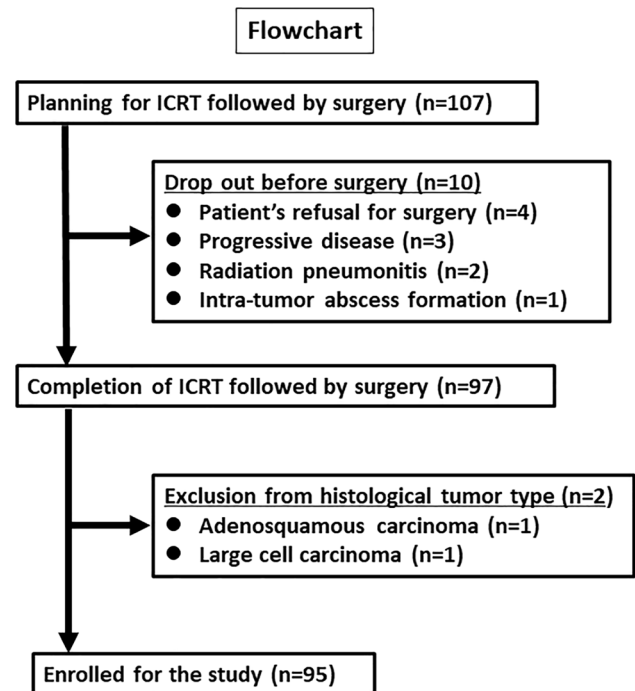 Flowchart
Planning for ICRT followed by surgery (n=107)
Drop out before surgery (n=10)
● Patient's refusal for surgery (n=4)
● Progressive disease (n=3)
● Radiation pneumonitis (n=2)
● Intra-tumor abscess formation (n=1)
Completion of ICRT followed by surgery (n=97)
Exclusion from histological tumor type (n=2)
● Adenosquamous carcinoma (n=1)
● Large cell carcinoma (n=1)
Enrolled for the study (n=95)